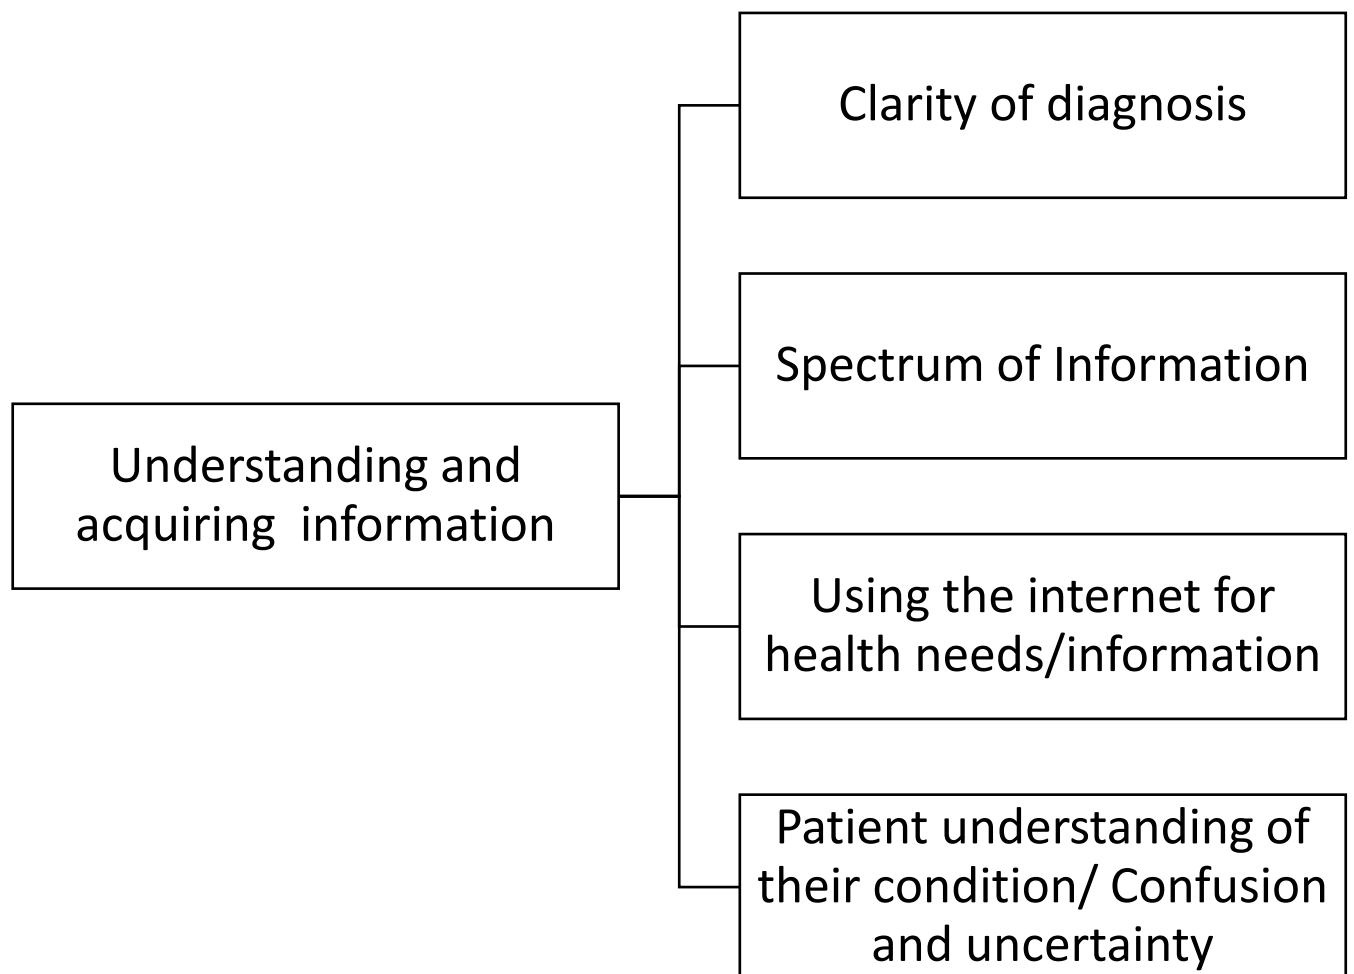 Clarity of diagnosis
Spectrum of Information
Understanding and
acquiring  information
Using the internet for
health needs/information
Patient understanding of
their condition/ Confusion
and uncertainty